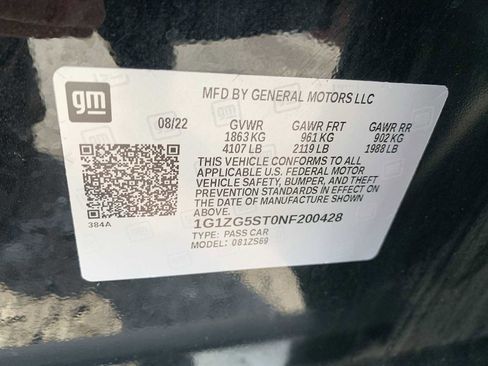 gm
MFD BY GENERAL MOTORS LLC
08/22 GVWR GAWR FRT GAWR RR
1863 KG 961 KG 902 KG
4107 LB 2119 LB 1988 LB
THIS VEHICLE CONFORMS TO ALL
APPLICABLE U.S. FEDERAL MOTOR
VEHICLE SAFETY, BUMPER, AND THEFT
PREVENTION STANDARDS IN EFFECT ON
THE DATE OF MANUFACTURE SHOWN
ABOVE.
384A
1G1ZG5ST0NF200428
TYPE: PASS CAR
MODEL: 081ZS69